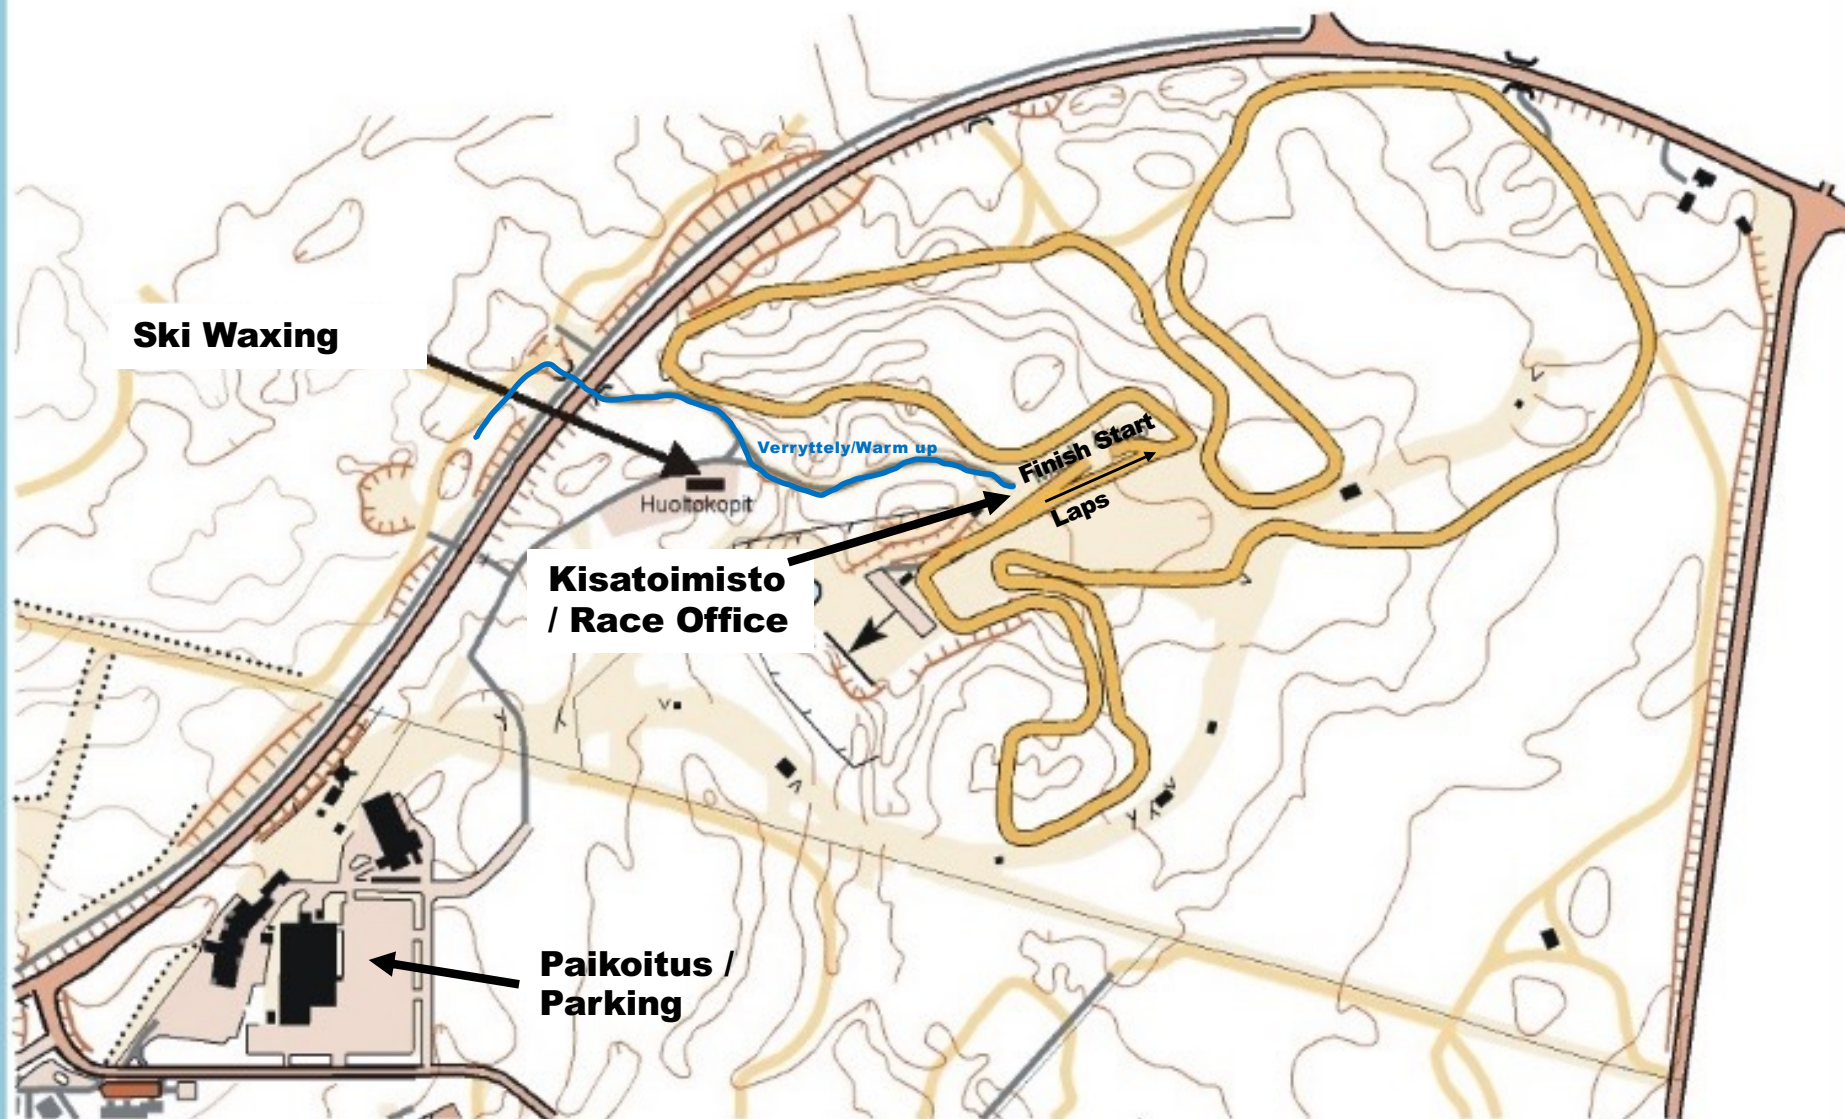 Ski Waxing
Verryttely/Warm up
Finish Start
Laps
Huoltokopit
Kisatoimisto
/ Race Office
Paikoitus /
Parking